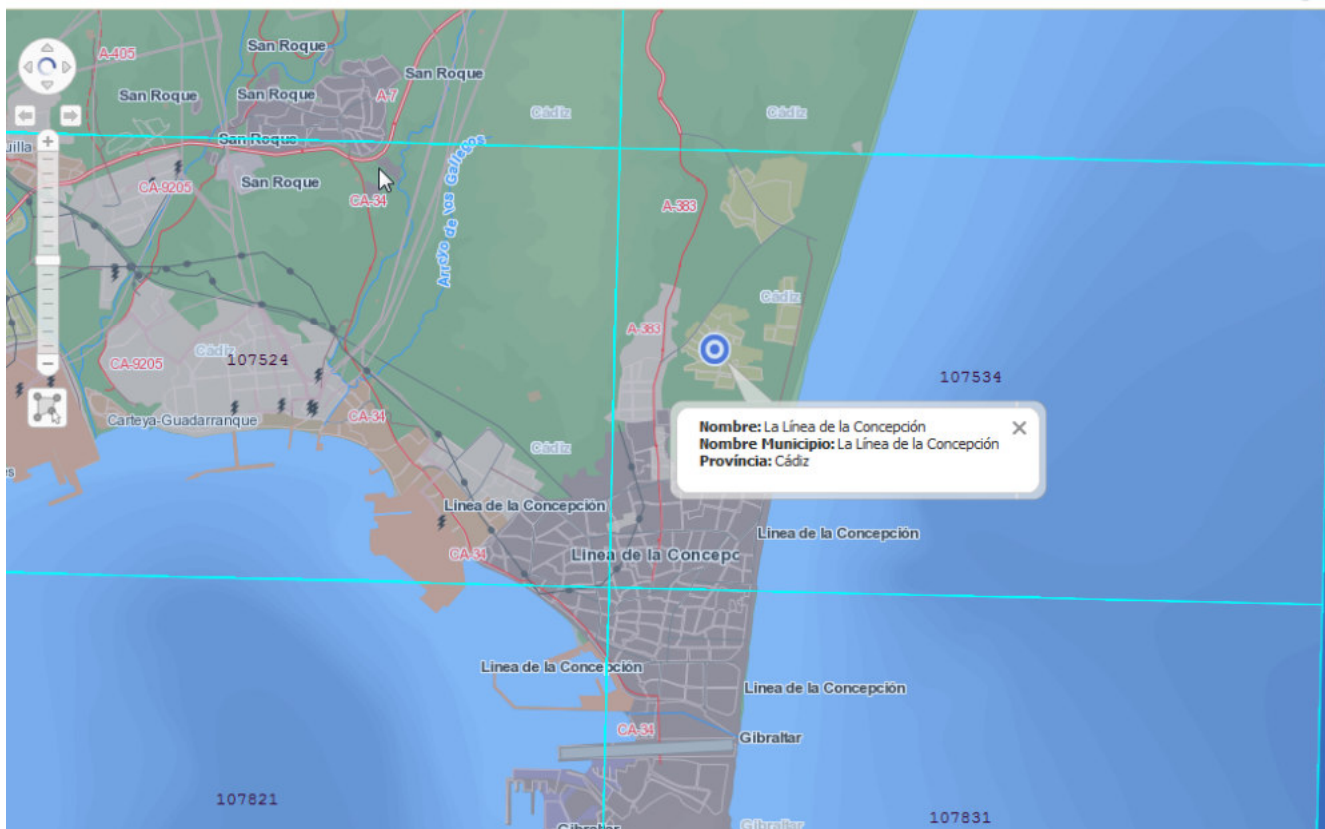 San Roque
A-405
San Roque
San Roque
San Roque
A-7
Cádiz
Cádiz
San Roque
CA-9205
San Roque
CA-34
Arroyo de los Gallegos
A-383
Cádiz
A-383
Cádiz
107524
CA-9205
107534
Carteya-Guadarranque
CA-34
Nombre: La Línea de la Concepción
Nombre Municipio: La Línea de la Concepción
Província: Cádiz
Cádiz
Linea de la Concepción
Linea de la Concepción
CA-34
Linea de la Concepc
Linea de la Concepción
Linea de la Concepción
CA-34
Gibraltar
107821
107831
Gibraltar
Gibraltar